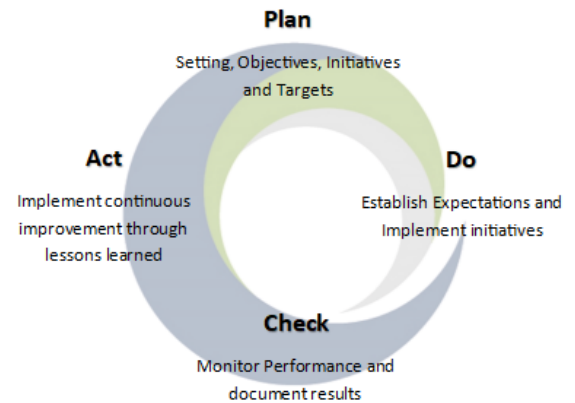 Plan
Setting, Objectives, Initiatives
and Targets
Act
Implement continuous
improvement through
lessons learned
Do
Establish Expectations and
Implement initiatives
Check
Monitor Performance and
document results